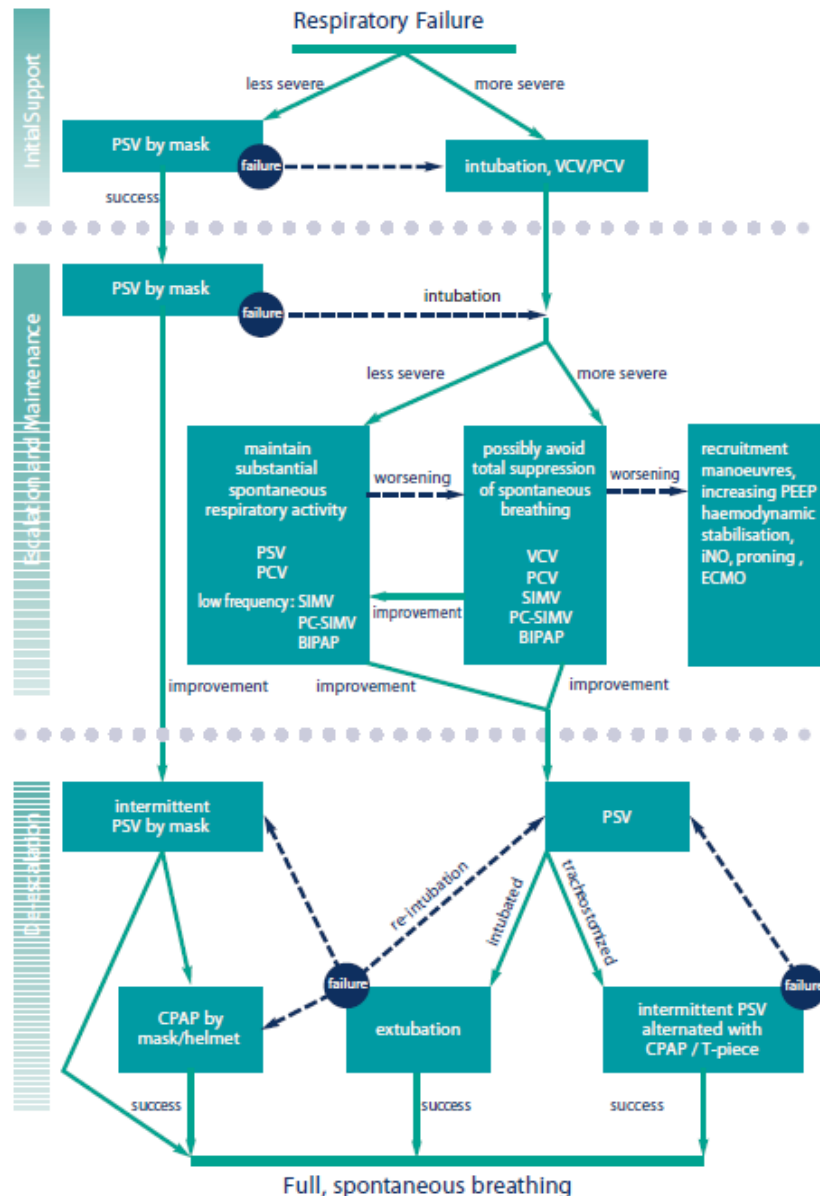 Respiratory Failure
InitialSupport
less severe
more severe
PSV by mask
failure
intubation, VCV/PCV
success
Escalation and Maintenance
PSV by mask
failure
intubation
less severe
more severe
maintain
substantial
spontaneous
respiratory activity
PSV
PCV
low frequency: SIMV
PC-SIMV
BIPAP
worsening
possibly avoid
total suppression
of spontaneous
breathing
VCV
PCV
SIMV
PC-SIMV
BIPAP
worsening
recruitment
manoeuvres,
increasing PEEP
haemodynamic
stabilisation,
iNO, proning ,
ECMO
improvement
improvement
improvement
improvement
De-escalation
intermittent
PSV by mask
PSV
re-intubation
intubated
tracheostomized
failure
failure
CPAP by
mask/helmet
extubation
intermittent PSV
alternated with
CPAP / T-piece
success
success
success
Full, spontaneous breathing